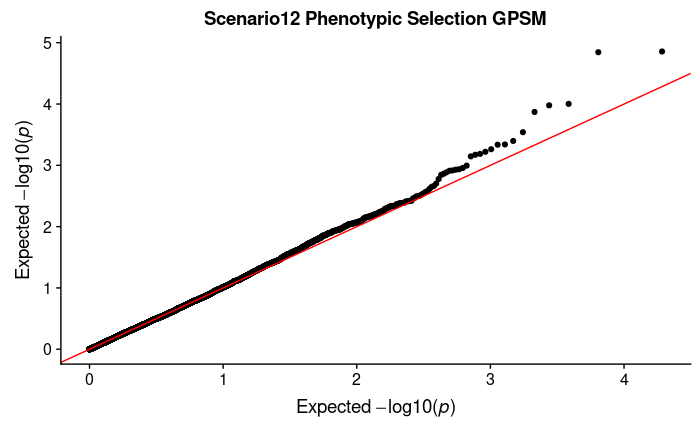 Scenario12 Phenotypic Selection GPSM
Expected −log10(p)
5
4
3
2
1
0
0 1 2 3 4
Expected −log10(p)